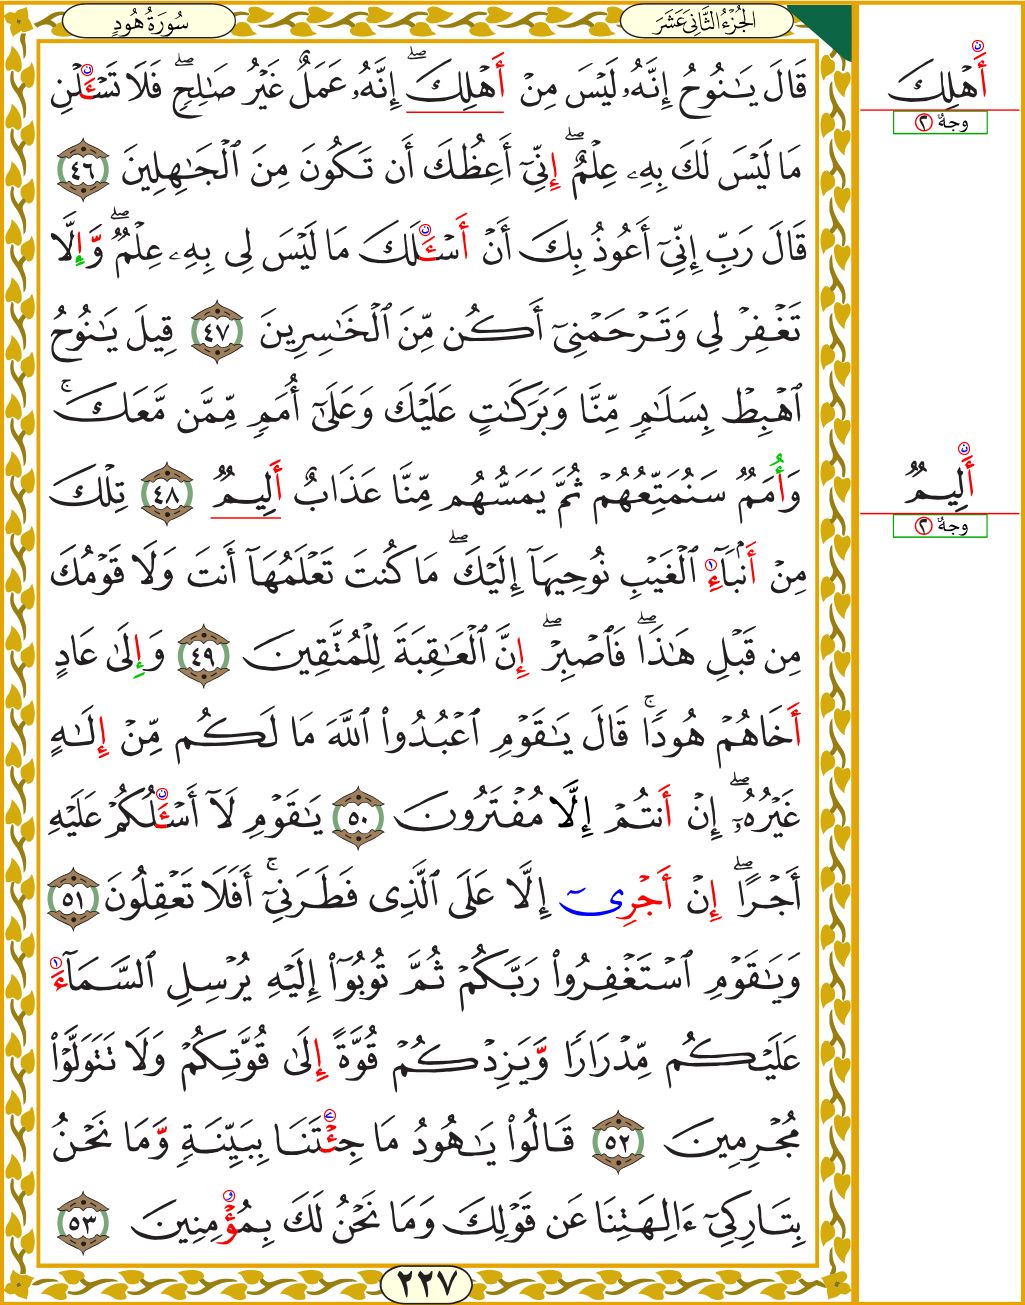 سُورَةُ هُودٍ
الجُزْءُ الثَّانِيَ عَشَرَ
قَالَ يَـٰنُوحُ إِنَّهُۥ لَيْسَ مِنْ أَهْلِكَ ۖ إِنَّهُۥ عَمَلٌ غَيْرُ صَـٰلِحٍ ۖ فَلَا تَسْـَٔلْنِ
مَا لَيْسَ لَكَ بِهِۦ عِلْمٌ ۖ إِنِّىٓ أَعِظُكَ أَن تَكُونَ مِنَ ٱلْجَـٰهِلِينَ ٤٦
قَالَ رَبِّ إِنِّىٓ أَعُوذُ بِكَ أَنْ أَسْـَٔلَكَ مَا لَيْسَ لِى بِهِۦ عِلْمٌ ۖ وَّإِلَّا
تَغْفِرْ لِى وَتَرْحَمْنِىٓ أَكُن مِّنَ ٱلْخَـٰسِرِينَ ٤٧ قِيلَ يَـٰنُوحُ
ٱهْبِطْ بِسَلَـٰمٍ مِّنَّا وَبَرَكَـٰتٍ عَلَيْكَ وَعَلَىٰٓ أُمَمٍ مِّمَّن مَّعَكَ ۚ
وَأُمَمٌ سَنُمَتِّعُهُمْ ثُمَّ يَمَسُّهُم مِّنَّا عَذَابٌ أَلِيمٌ ٤٨ تِلْكَ
مِنْ أَنۢبَآءِ ٱلْغَيْبِ نُوحِيهَآ إِلَيْكَ ۖ مَا كُنتَ تَعْلَمُهَآ أَنتَ وَلَا قَوْمُكَ
مِن قَبْلِ هَـٰذَا ۖ فَٱصْبِرْ ۖ إِنَّ ٱلْعَـٰقِبَةَ لِلْمُتَّقِينَ ٤٩ وَإِلَىٰ عَادٍ
أَخَاهُمْ هُودًا ۚ قَالَ يَـٰقَوْمِ ٱعْبُدُوا۟ ٱللَّهَ مَا لَكُم مِّنْ إِلَـٰهٍ
غَيْرُهُۥٓ ۖ إِنْ أَنتُمْ إِلَّا مُفْتَرُونَ ٥٠ يَـٰقَوْمِ لَآ أَسْـَٔلُكُمْ عَلَيْهِ
أَجْرًا ۖ إِنْ أَجْرِىٓ إِلَّا عَلَى ٱلَّذِى فَطَرَنِىٓ ۚ أَفَلَا تَعْقِلُونَ ٥١
وَيَـٰقَوْمِ ٱسْتَغْفِرُوا۟ رَبَّكُمْ ثُمَّ تُوبُوٓا۟ إِلَيْهِ يُرْسِلِ ٱلسَّمَآءَ
عَلَيْكُم مِّدْرَارًا وَّيَزِدْكُمْ قُوَّةً إِلَىٰ قُوَّتِكُمْ وَلَا تَتَوَلَّوْا۟
مُجْرِمِينَ ٥٢ قَالُوا۟ يَـٰهُودُ مَا جِئْتَنَا بِبَيِّنَةٍ وَّمَا نَحْنُ
بِتَارِكِىٓ ءَالِهَتِنَا عَن قَوْلِكَ وَمَا نَحْنُ لَكَ بِمُؤْمِنِينَ ٥٣
٢٢٧
أَهْلِكَ
وجهٌ ٢
أَلِيمٌ
وجهٌ ٢